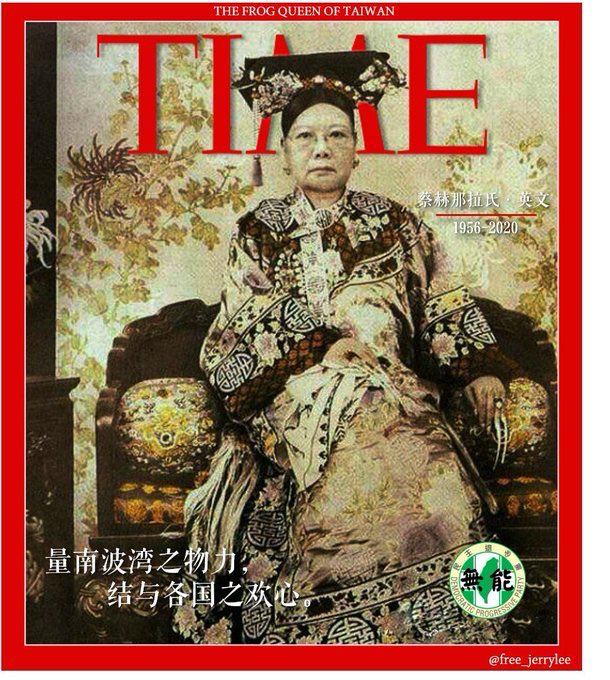 THE FROG QUEEN OF TAIWAN
TIME
蔡赫那拉氏·英文
1956-2020
量南波湾之物力，
结与各国之欢心。
無能
DEMOCRATIC PROGRESSIVE PARTY
@free_jerrylee